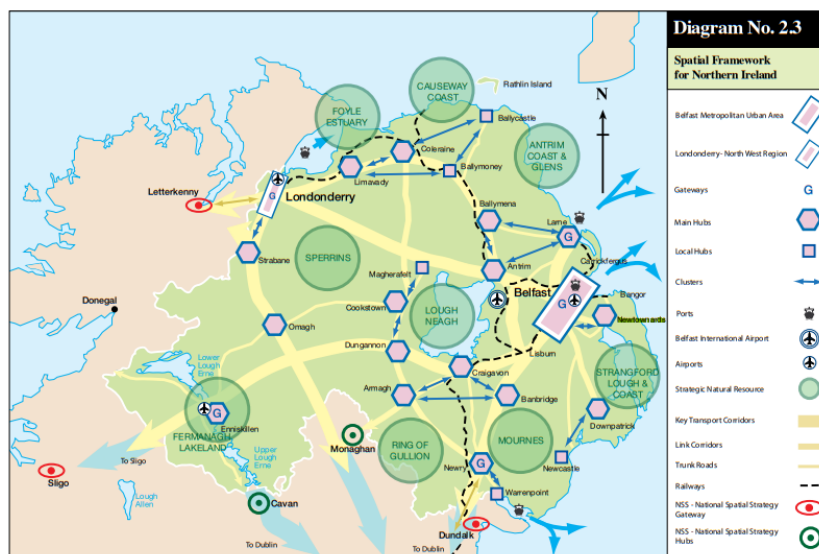 Diagram No. 2.3
Spatial Framework
for Northern Ireland
Belfast Metropolitan Urban Area
Londonderry- North West Region
Gateways
G
Main Hubs
Local Hubs
Clusters
Ports
Belfast International Airport
Airports
Strategic Natural Resource
Key Transport Corridors
Link Corridors
Trunk Roads
Railways
NSS - National Spatial Strategy
Gateway
NSS - National Spatial Strategy
Hubs
N
Rathlin Island
CAUSEWAY
COAST
FOYLE
ESTUARY
Ballycastle
Coleraine
ANTRIM
COAST &
GLENS
Limavady
Ballymoney
Letterkenny
G
Londonderry
Ballymena
Larne
G
Strabane
SPERRINS
Magherafelt
Antrim
Carrickfergus
Belfast
G
Bangor
Donegal
Cookstown
LOUGH
NEAGH
Newtownards
Omagh
Dungannon
Lisburn
Lower
Lough
Erne
Craigavon
STRANGFORD
LOUGH &
COAST
Armagh
Banbridge
G
Enniskillen
Downpatrick
FERMANAGH
LAKELAND
Monaghan
RING OF
GULLION
MOURNES
To Sligo
Upper
Lough
Erne
Newry
G
Newcastle
Sligo
Lough
Allen
Cavan
Warrenpoint
Dundalk
To Dublin
To Dublin